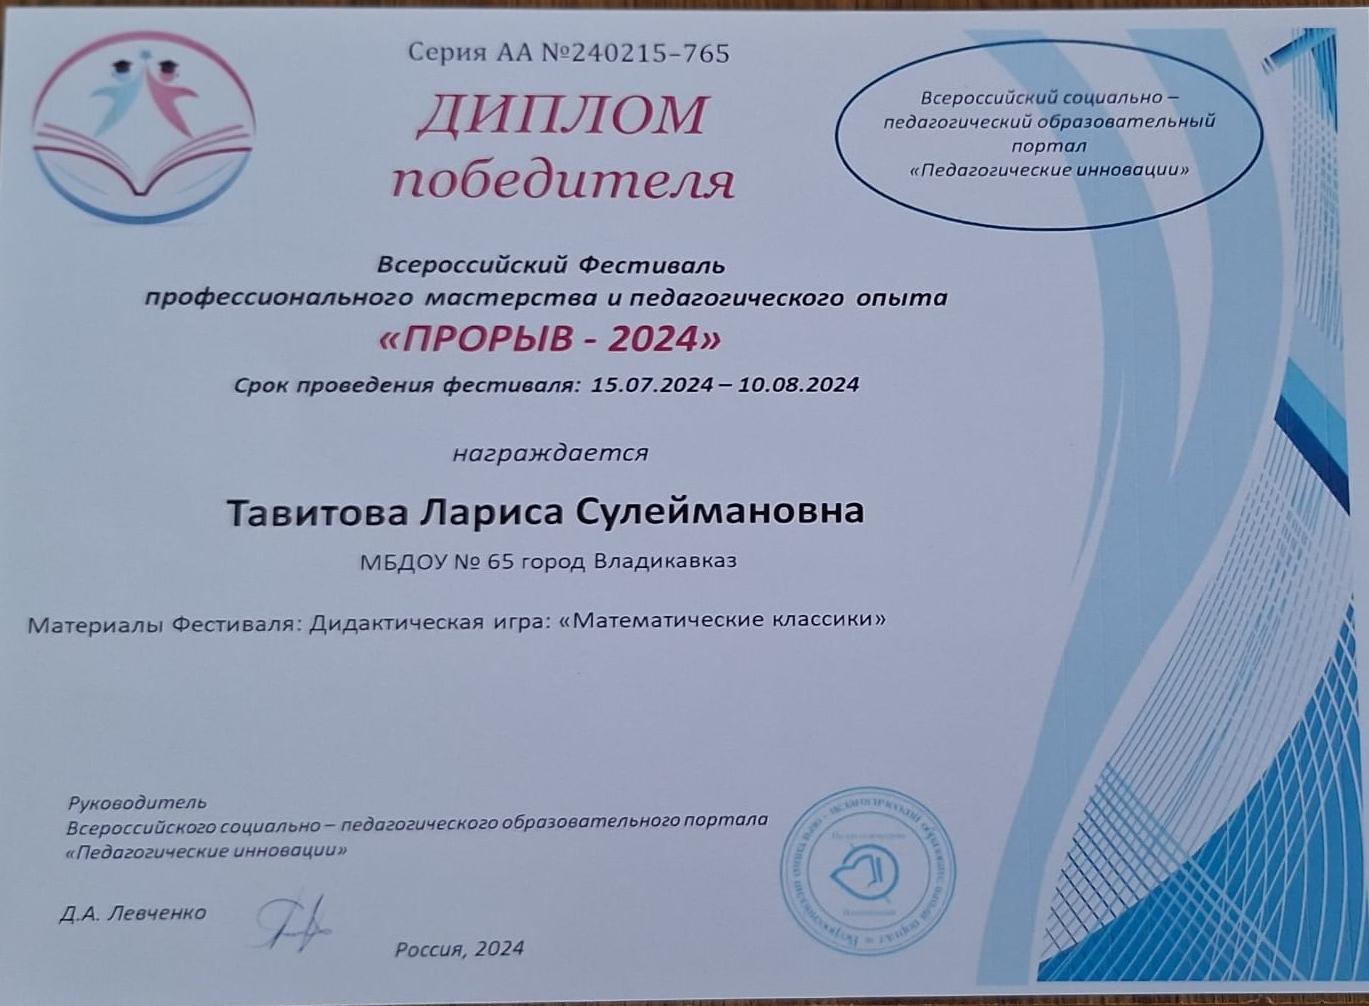 Серия АА №240215-765
ДИПЛОМ
победителя
Всероссийский социально –
педагогический образовательный
портал
«Педагогические инновации»
Всероссийский Фестиваль
профессионального мастерства и педагогического опыта
«ПРОРЫВ - 2024»
Срок проведения фестиваля: 15.07.2024 – 10.08.2024
награждается
Тавитова Лариса Сулеймановна
МБДОУ № 65 город Владикавказ
Материалы Фестиваля: Дидактическая игра: «Математические классики»
Руководитель
Всероссийского социально – педагогического образовательного портала
«Педагогические инновации»
Д.А. Левченко
Россия, 2024